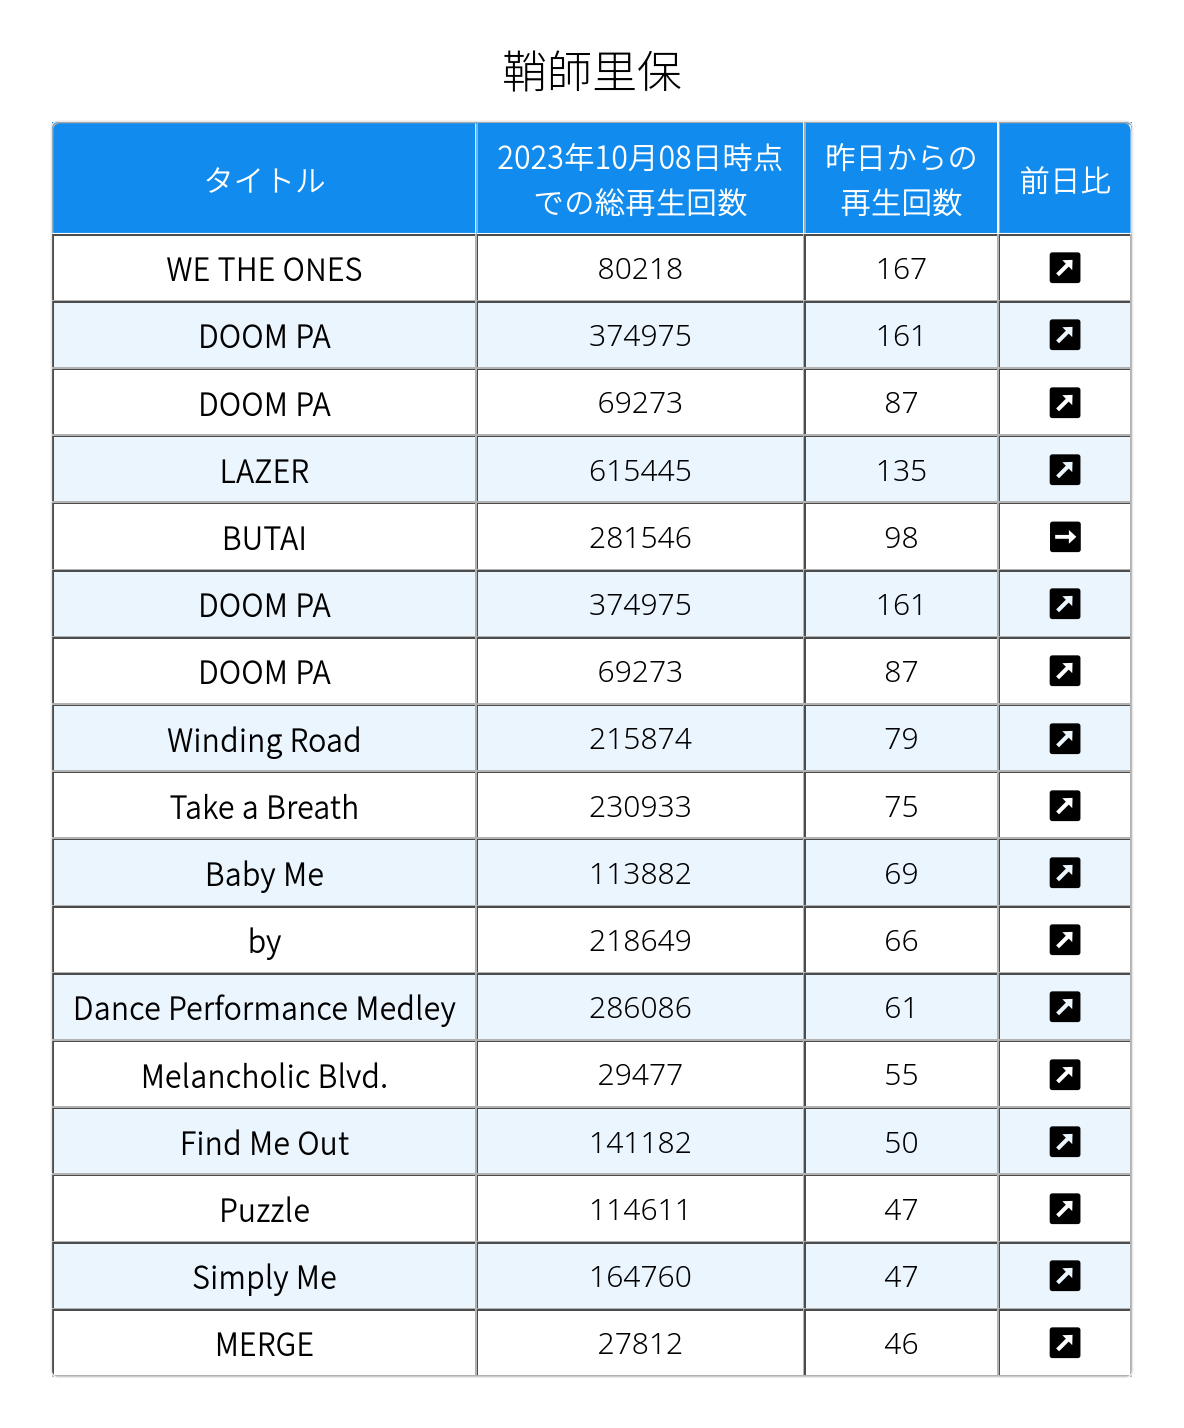 鞘師里保
タイトル
2023年10月08日時点
での総再生回数
昨日からの
再生回数
前日比
WE THE ONES 80218 167
DOOM PA 374975 161
DOOM PA 69273 87
LAZER 615445 135
BUTAI 281546 98
DOOM PA 374975 161
DOOM PA 69273 87
Winding Road 215874 79
Take a Breath 230933 75
Baby Me 113882 69
by 218649 66
Dance Performance Medley 286086 61
Melancholic Blvd. 29477 55
Find Me Out 141182 50
Puzzle 114611 47
Simply Me 164760 47
MERGE 27812 46